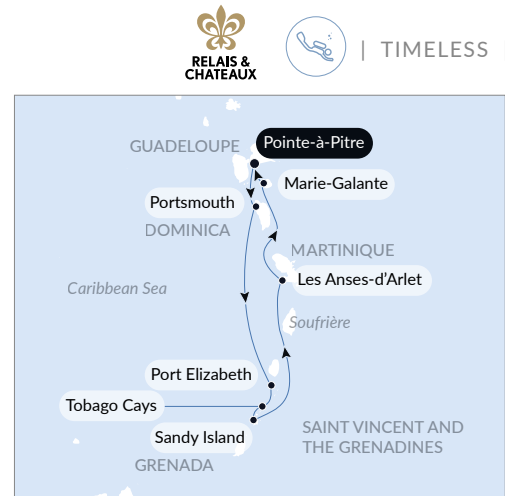 RELAIS &
CHATEAUX
| TIMELESS
GUADELOUPE
Pointe-à-Pitre
Marie-Galante
Portsmouth
DOMINICA
MARTINIQUE
Les Anses-d'Arlet
Caribbean Sea
Soufrière
Port Elizabeth
Tobago Cays
Sandy Island
SAINT VINCENT AND
THE GRENADINES
GRENADA